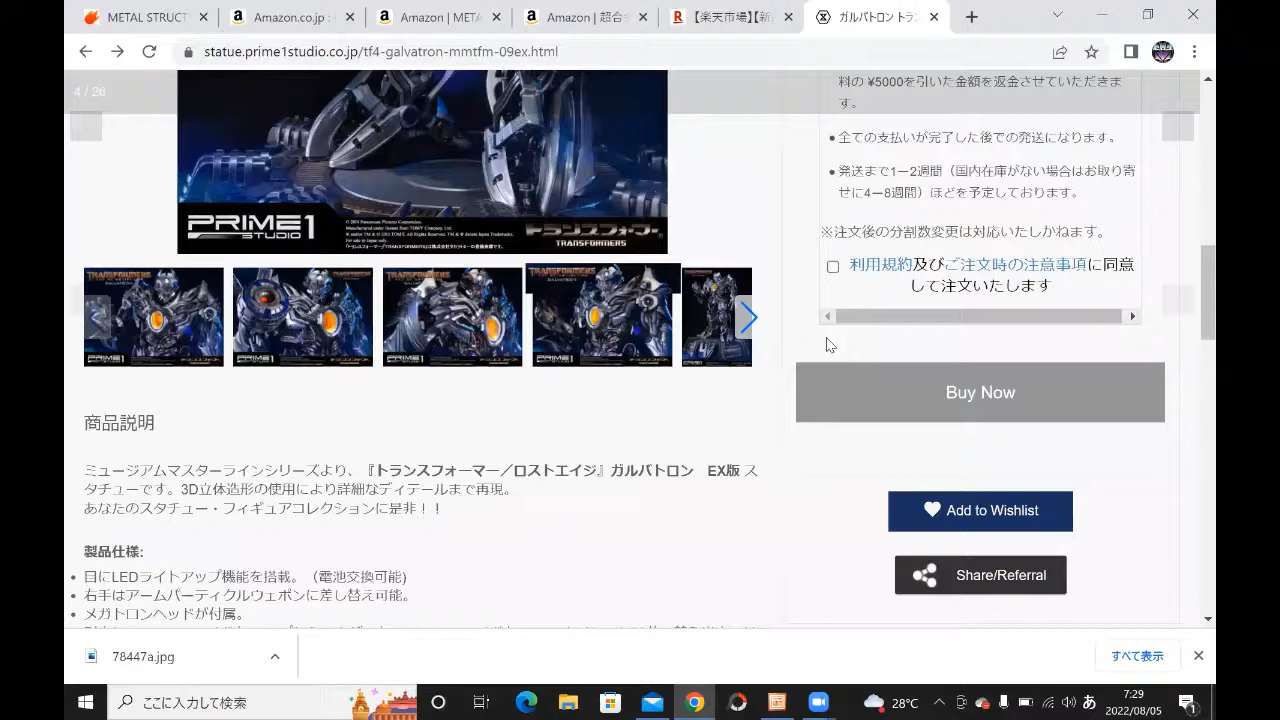 METAL STRUCT
Amazon.co.jp :
Amazon | META
Amazon | 超合
【楽天市場】【新
ガルバトロン トラン
statue.prime1studio.co.jp/tf4-galvatron-mmtfm-09ex.html
4 / 26
料の ¥5000を引いた金額を返金させていただきま
す。
●全ての支払いが完了した後での発送になります。
●発送まで1ー2週間（国内在庫がない場合はお取り寄
せに4ー8週間）ほどを予定しております。
※注文後の分割数変更は対応いたしかねます。
利用規約及びご注文時の注意事項に同意
して注文いたします
Buy Now
Add to Wishlist
Share/Referral
PRIME1
STUDIO
トランスフォーマー
TRANSFORMERS
TRANSFORMERS
TRANSFORMERS
TRANSFORMERS
TRANSFORMERS
PRIME1
PRIME1
PRIME1
PRIME1
商品説明
ミュージアムマスターラインシリーズより、『トランスフォーマー／ロストエイジ』ガルバトロン　EX版 ス
タチューです。3D立体造形の使用により詳細なディテールまで再現。
あなたのスタチュー・フィギュアコレクションに是非！！
製品仕様:
• 目にLEDライトアップ機能を搭載。（電池交換可能)
• 右手はアームパーティクルウェポンに差し替え可能。
• メガトロンヘッドが付属。
78447a.jpg
すべて表示
ここに入力して検索
28°C
あ
7:29
2022/08/05
1